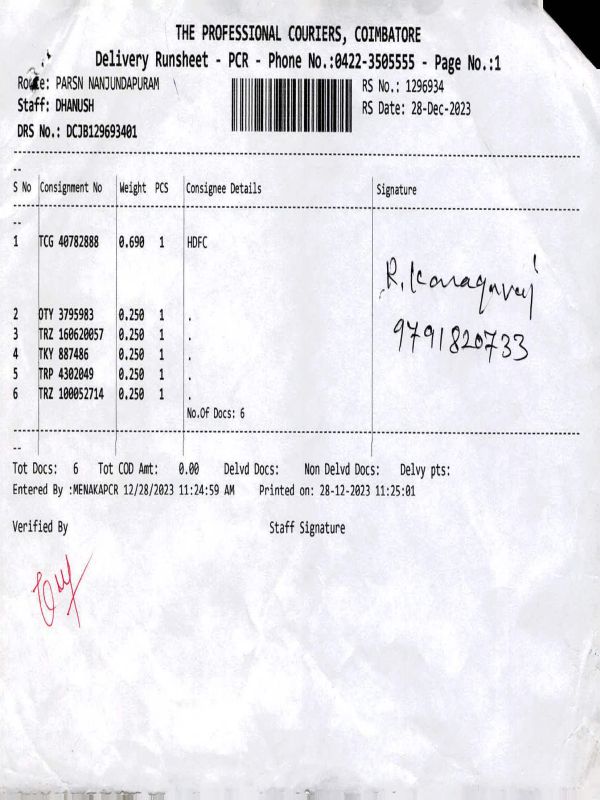 THE PROFESSIONAL COURIERS, COIMBATORE
Delivery Runsheet - PCR - Phone No.:0422-3505555 - Page No.:1
Route: PARSN NANJUNDAPURAM RS No.: 1296934
Staff: DHANUSH RS Date: 28-Dec-2023
DRS No.: DCJB129693401
--
S No Consignment No Weight PCS Consignee Details Signature
--
1 TCG 40782888 0.690 1 HDFC
R.
2 DTY 3795983 0.250 1 .
3 TRZ 160620057 0.250 1 . 9791820733
4 TKY 887486 0.250 1 .
5 TRP 4302049 0.250 1 .
6 TRZ 100052714 0.250 1 .
No.Of Docs: 6
--
Tot Docs: 6 Tot COD Amt: 0.00 Delvd Docs: Non Delvd Docs: Delvy pts:
Entered By :MENAKAPCR 12/28/2023 11:24:59 AM Printed on: 28-12-2023 11:25:01
Verified By Staff Signature